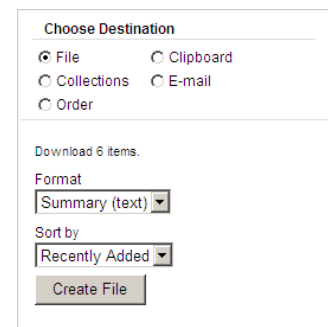 Choose Destination
File Clipboard
Collections E-mail
Order
Download 6 items.
Format
Summary (text)
Sort by
Recently Added
Create File